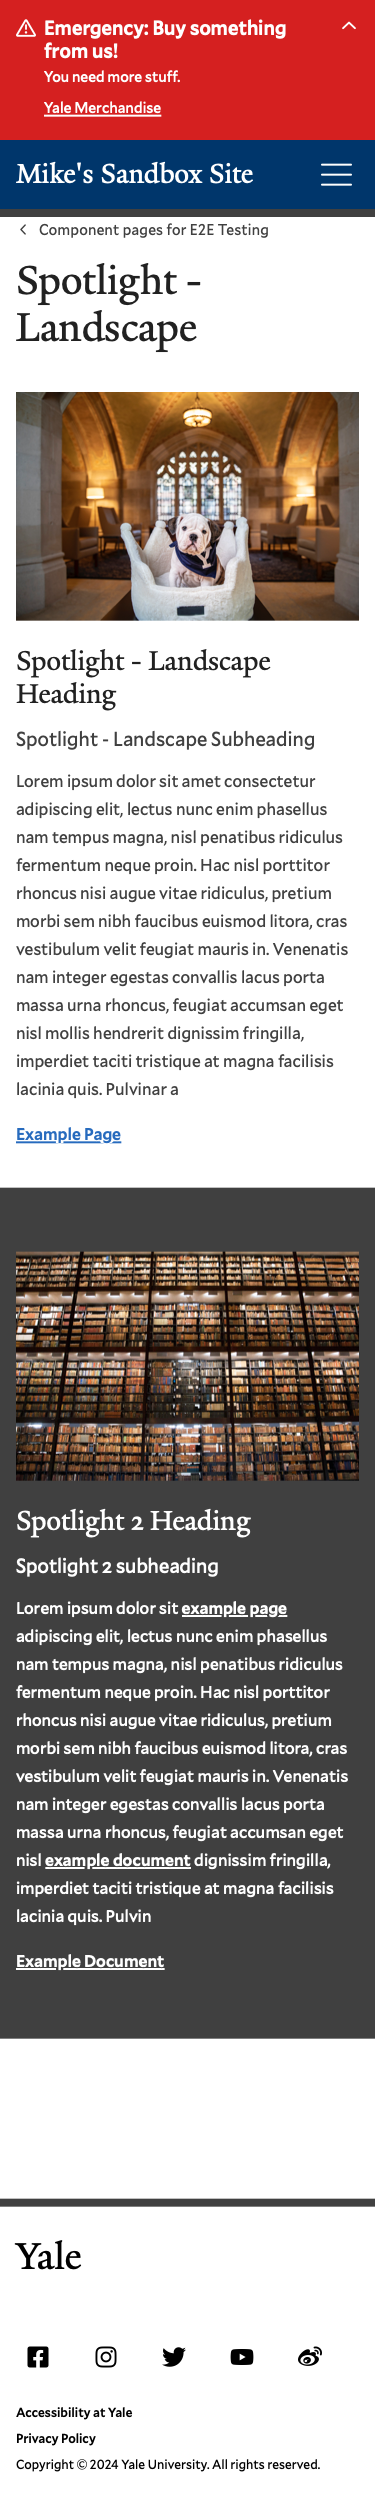 Emergency: Buy something
from us!
You need more stuff.
Yale Merchandise
Mike's Sandbox Site
Component pages for E2E Testing
Spotlight -
Landscape
Spotlight - Landscape
Heading
Spotlight - Landscape Subheading
Lorem ipsum dolor sit amet consectetur
adipiscing elit, lectus nunc enim phasellus
nam tempus magna, nisl penatibus ridiculus
fermentum neque proin. Hac nisl porttitor
rhoncus nisi augue vitae ridiculus, pretium
morbi sem nibh faucibus euismod litora, cras
vestibulum velit feugiat mauris in. Venenatis
nam integer egestas convallis lacus porta
massa urna rhoncus, feugiat accumsan eget
nisl mollis hendrerit dignissim fringilla,
imperdiet taciti tristique at magna facilisis
lacinia quis. Pulvinar a
Example Page
Spotlight 2 Heading
Spotlight 2 subheading
Lorem ipsum dolor sit example page
adipiscing elit, lectus nunc enim phasellus
nam tempus magna, nisl penatibus ridiculus
fermentum neque proin. Hac nisl porttitor
rhoncus nisi augue vitae ridiculus, pretium
morbi sem nibh faucibus euismod litora, cras
vestibulum velit feugiat mauris in. Venenatis
nam integer egestas convallis lacus porta
massa urna rhoncus, feugiat accumsan eget
nisl example document dignissim fringilla,
imperdiet taciti tristique at magna facilisis
lacinia quis. Pulvin
Example Document
Yale
Accessibility at Yale
Privacy Policy
Copyright © 2024 Yale University. All rights reserved.